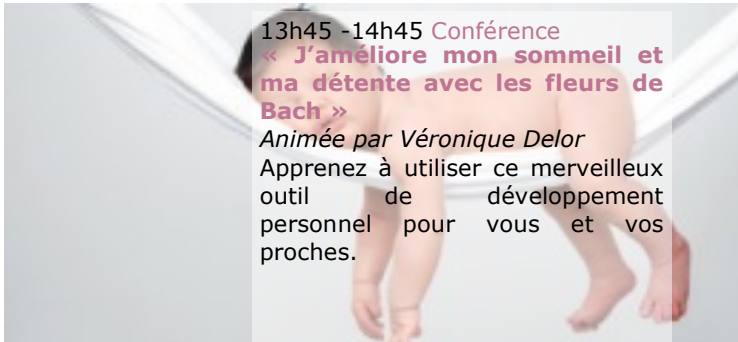 13h45 -14h45 Conférence
« J’améliore mon sommeil et
ma détente avec les fleurs de
Bach »
Animée par Véronique Delor
Apprenez à utiliser ce merveilleux
outil de développement
personnel pour vous et vos
proches.